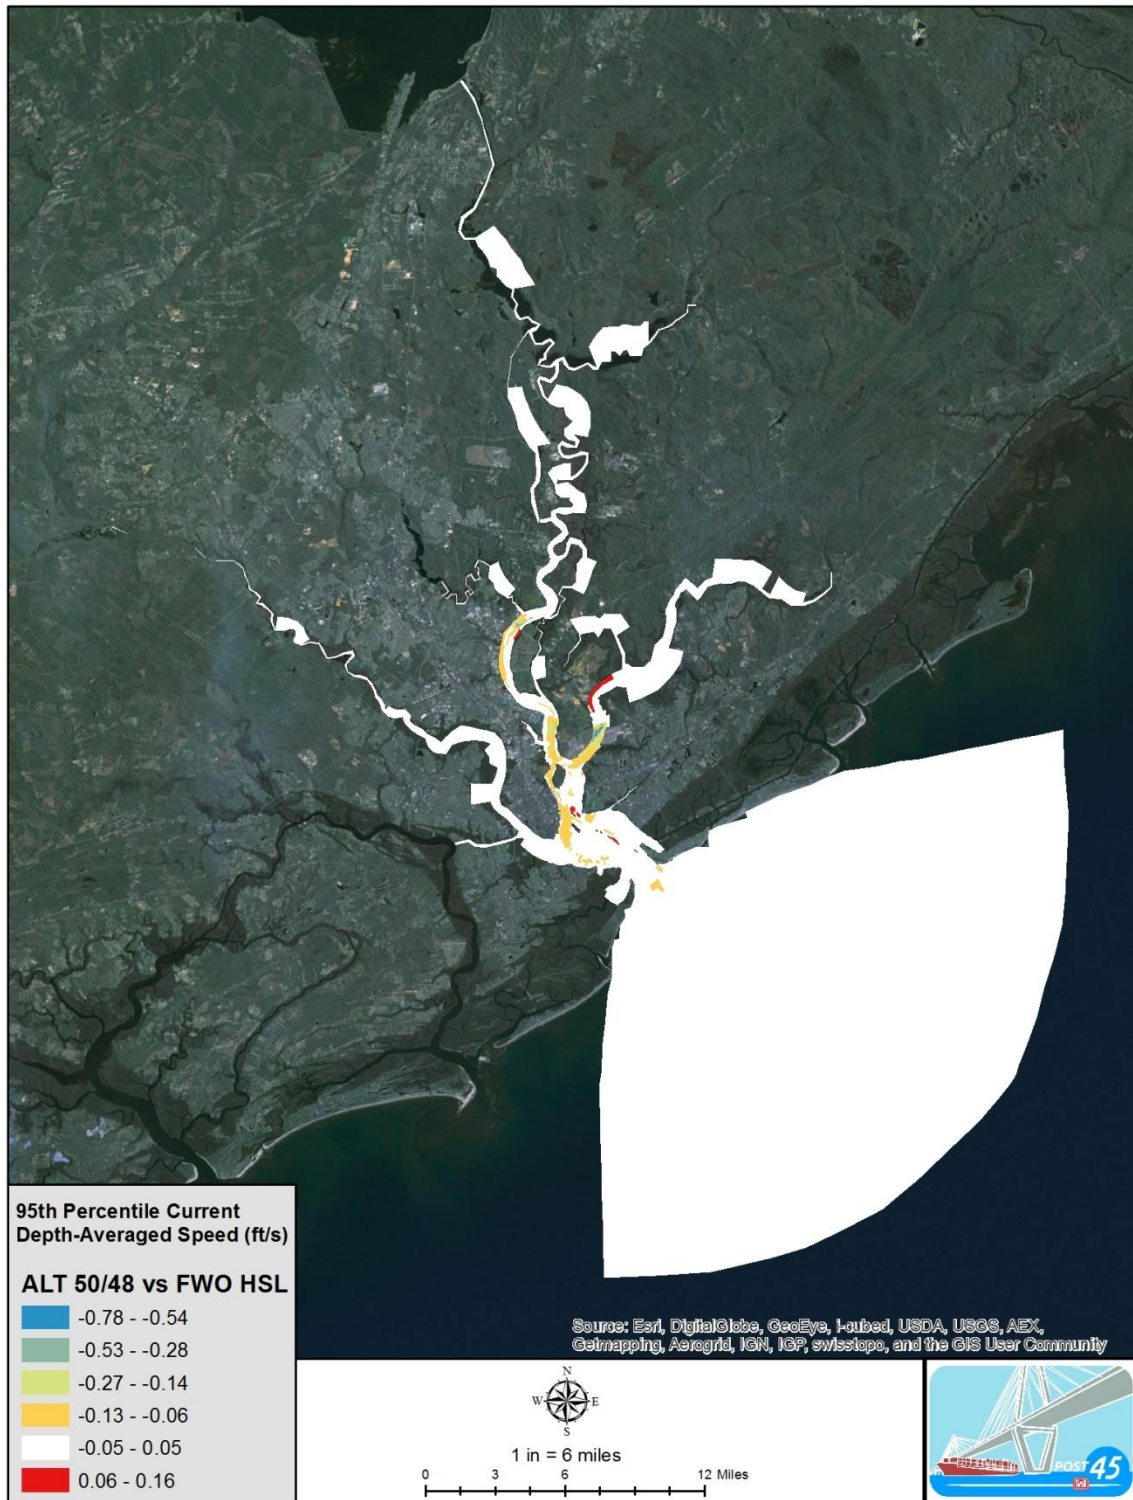 95th Percentile Current
Depth-Averaged Speed (ft/s)
ALT 50/48 vs FWO HSL
-0.78 - -0.54
-0.53 - -0.28
-0.27 - -0.14
-0.13 - -0.06
-0.05 - 0.05
0.06 - 0.16
Source: Esri, DigitalGlobe, GeoEye, i-cubed, USDA, USGS, AEX,
Getmapping, Aerogrid, IGN, IGP, swisstopo, and the GIS User Community
N
W E
S
1 in = 6 miles
0 3 6 12 Miles
POST 45